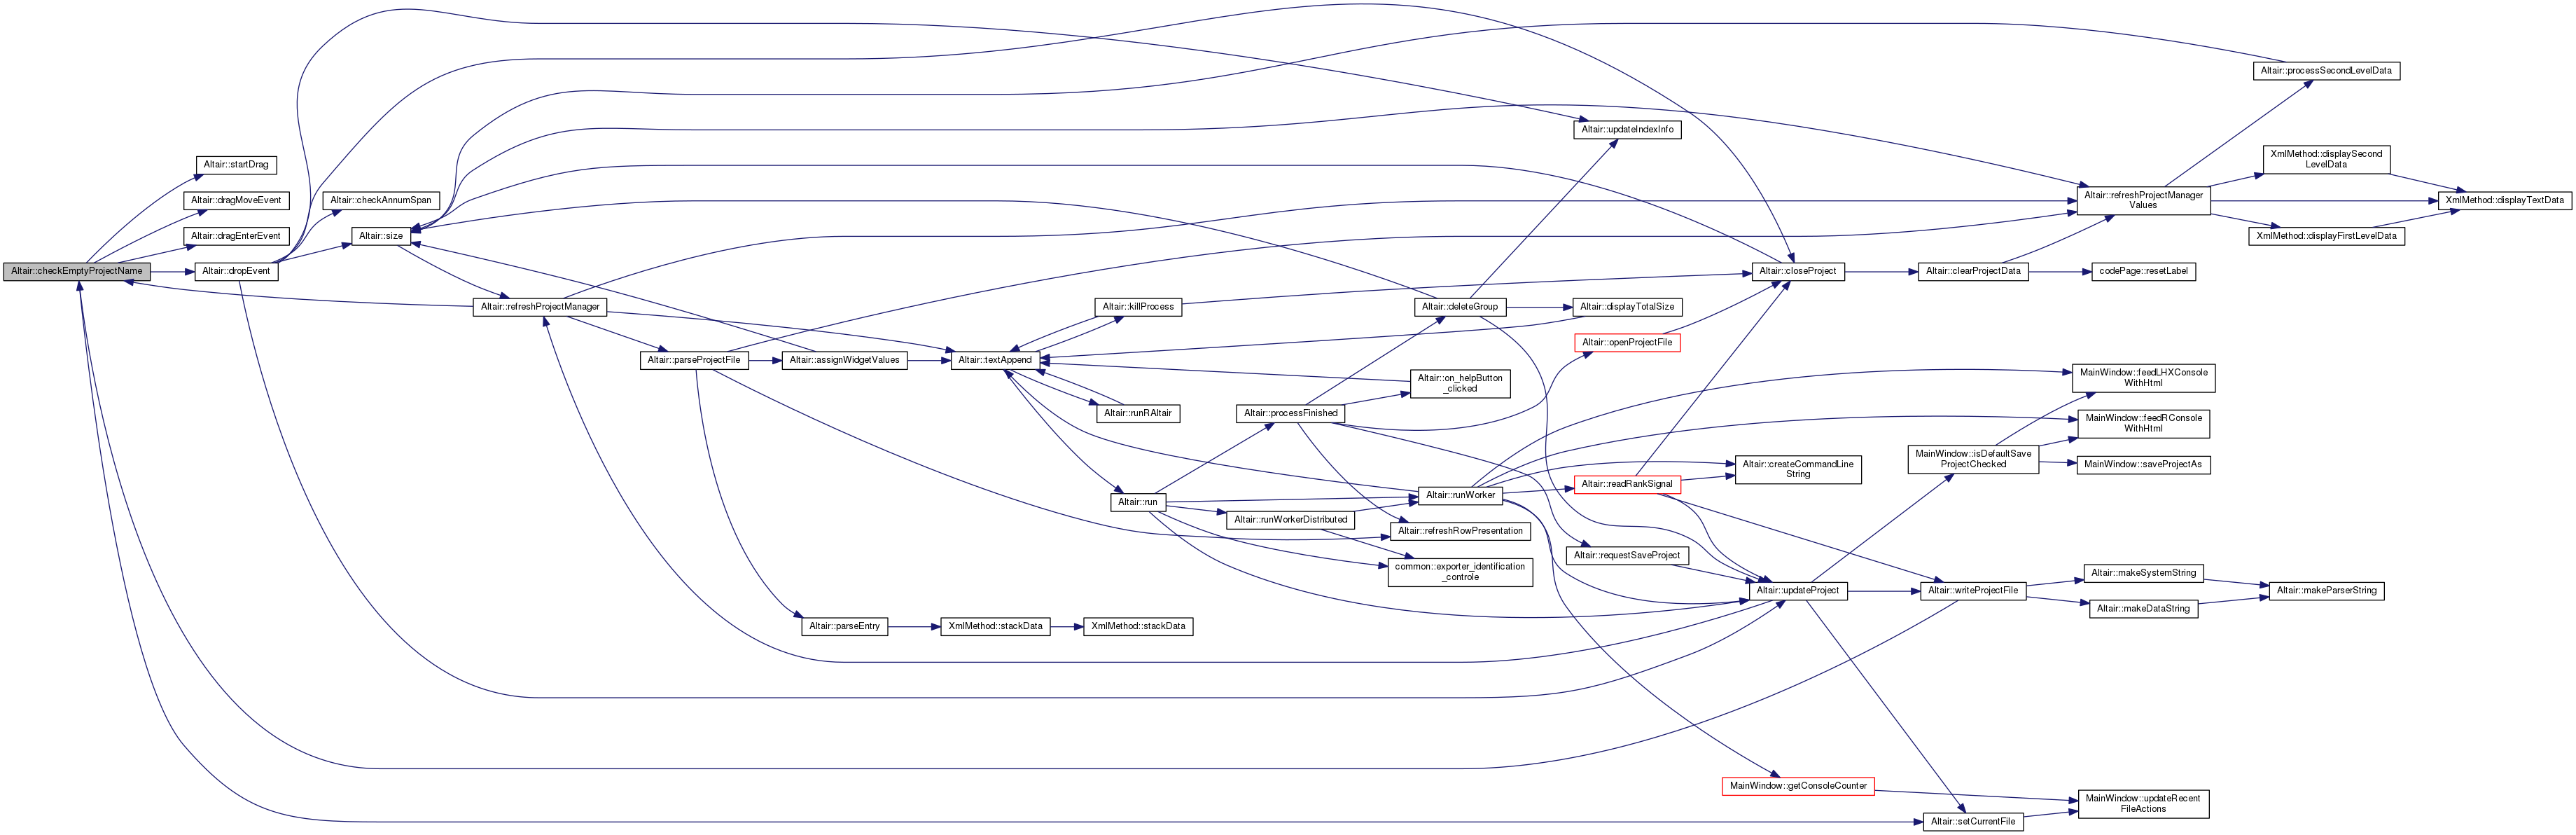 Altair::checkEmptyProjectName
Altair::startDrag
Altair::dragMoveEvent
Altair::dragEnterEvent
Altair::dropEvent
Altair::checkAnnumSpan
Altair::size
Altair::refreshProjectManager
Altair::parseProjectFile
Altair::assignWidgetValues
Altair::parseEntry
XmlMethod::stackData
XmlMethod::stackData
Altair::textAppend
Altair::killProcess
Altair::runRAltair
Altair::run
Altair::processFinished
Altair::runWorkerDistributed
Altair::deleteGroup
Altair::on_helpButton
_clicked
Altair::runWorker
Altair::refreshRowPresentation
common::exporter_identification
_controle
Altair::updateIndexInfo
Altair::displayTotalSize
Altair::openProjectFile
Altair::readRankSignal
Altair::requestSaveProject
Altair::closeProject
Altair::createCommandLine
String
Altair::updateProject
MainWindow::getConsoleCounter
Altair::clearProjectData
MainWindow::isDefaultSave
ProjectChecked
Altair::writeProjectFile
Altair::setCurrentFile
Altair::refreshProjectManager
Values
codePage::resetLabel
MainWindow::feedLHXConsole
WithHtml
MainWindow::feedRConsole
WithHtml
MainWindow::saveProjectAs
Altair::makeSystemString
Altair::makeDataString
MainWindow::updateRecent
FileActions
Altair::processSecondLevelData
XmlMethod::displaySecond
LevelData
XmlMethod::displayFirstLevelData
Altair::makeParserString
XmlMethod::displayTextData